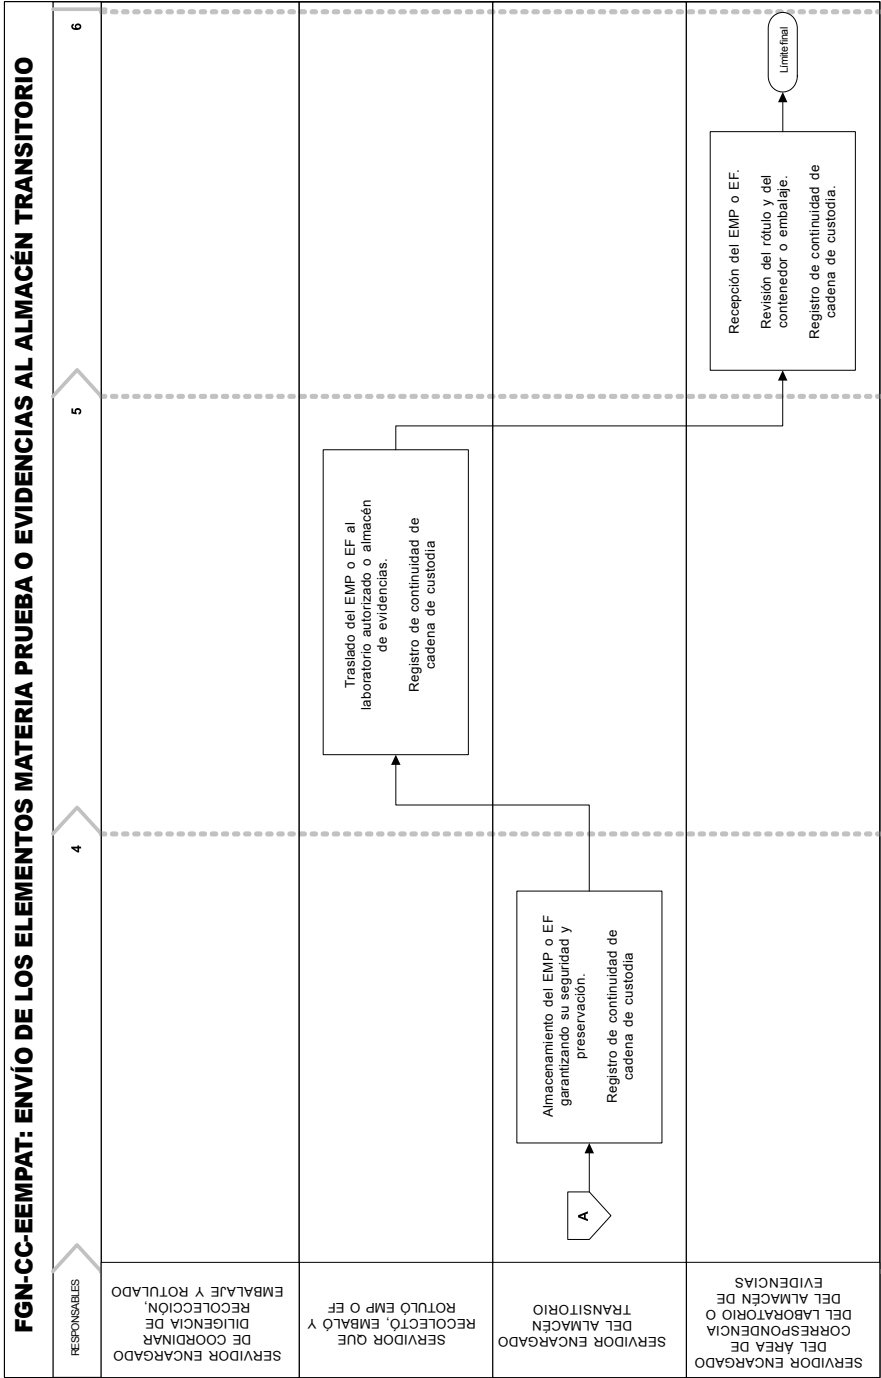 FGN-CC-EEMPAT: ENVÍO DE LOS ELEMENTOS MATERIA PRUEBA O EVIDENCIAS AL ALMACÉN TRANSITORIO
RESPONSABLES
4
5
6
SERVIDOR ENCARGADO
DE COORDINAR
DILIGENCIA DE
RECOLECCIÓN,
EMBALAJE Y ROTULADO
SERVIDOR QUE
RECOLECTÓ, EMBALÓ Y
ROTULÓ EMP O EF
Traslado del EMP o EF al
laboratorio autorizado o almacén
de evidencias.
Registro de continuidad de
cadena de custodia
SERVIDOR ENCARGADO
DEL ALMACÉN
TRANSITORIO
A
Almacenamiento del EMP o EF
garantizando su seguridad y
preservación.
Registro de continuidad de
cadena de custodia
SERVIDOR ENCARGADO
DEL ÁREA DE
CORRESPONDENCIA
DEL LABORATORIO O
DEL ALMACÉN DE
EVIDENCIAS
Recepción del EMP o EF.
Revisión del rótulo y del
contenedor o embalaje.
Registro de continuidad de
cadena de custodia.
Límite final